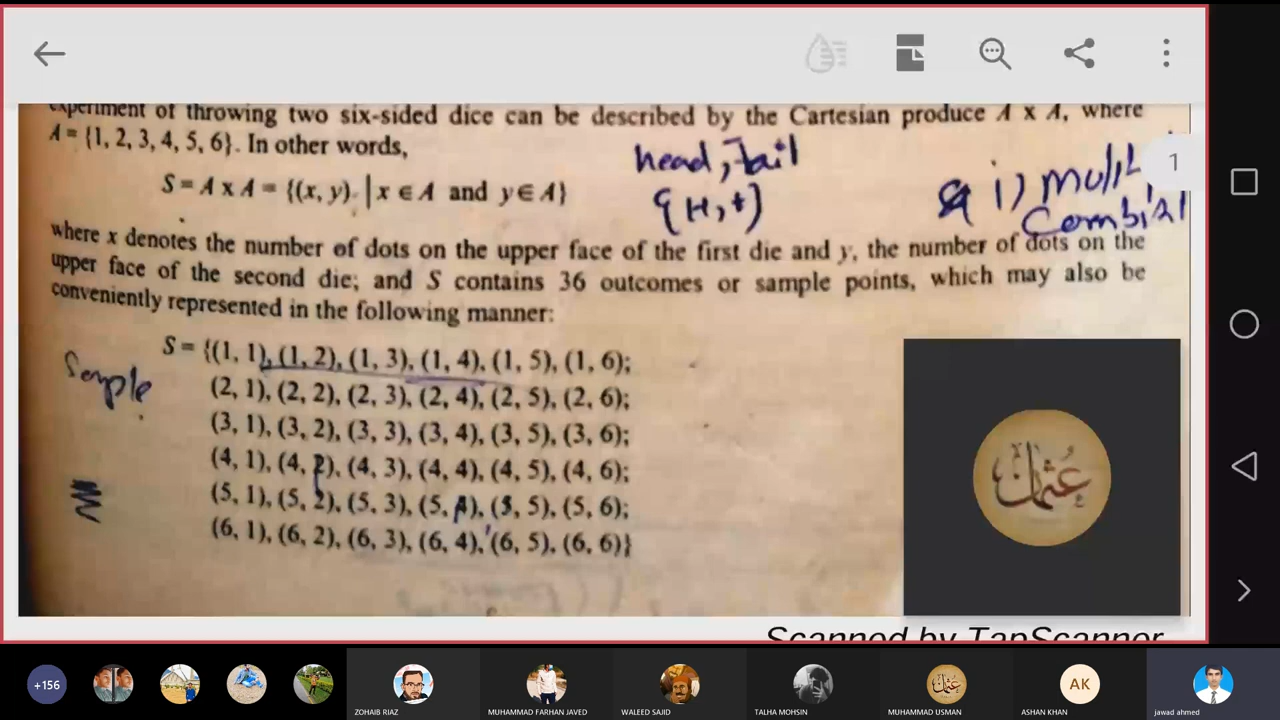 1
experiment of throwing two six-sided dice can be described by the Cartesian produce A x A, where
A = {1, 2, 3, 4, 5, 6}. In other words,
head, Tail
S = A x A = {(x, y) | x ∈ A and y ∈ A}
{H, t}
i) Mult
where x denotes the number of dots on the upper face of the first die and y, the number of dots on the
upper face of the second die; and S contains 36 outcomes or sample points, which may also be
conveniently represented in the following manner:
S = {(1, 1), (1, 2), (1, 3), (1, 4), (1, 5), (1, 6);
Sample
(2, 1), (2, 2), (2, 3), (2, 4), (2, 5), (2, 6);
(3, 1), (3, 2), (3, 3), (3, 4), (3, 5), (3, 6);
(4, 1), (4, 2), (4, 3), (4, 4), (4, 5), (4, 6);
(5, 1), (5, 2), (5, 3), (5, 4), (5, 5), (5, 6);
(6, 1), (6, 2), (6, 3), (6, 4), (6, 5), (6, 6)}
عثمان
Scanned by TapScanner
+156
ZOHAIB RIAZ
MUHAMMAD FARHAN JAVED
WALEED SAJID
TALHA MOHSIN
MUHAMMAD USMAN
AK
ASHAN KHAN
jawad ahmed